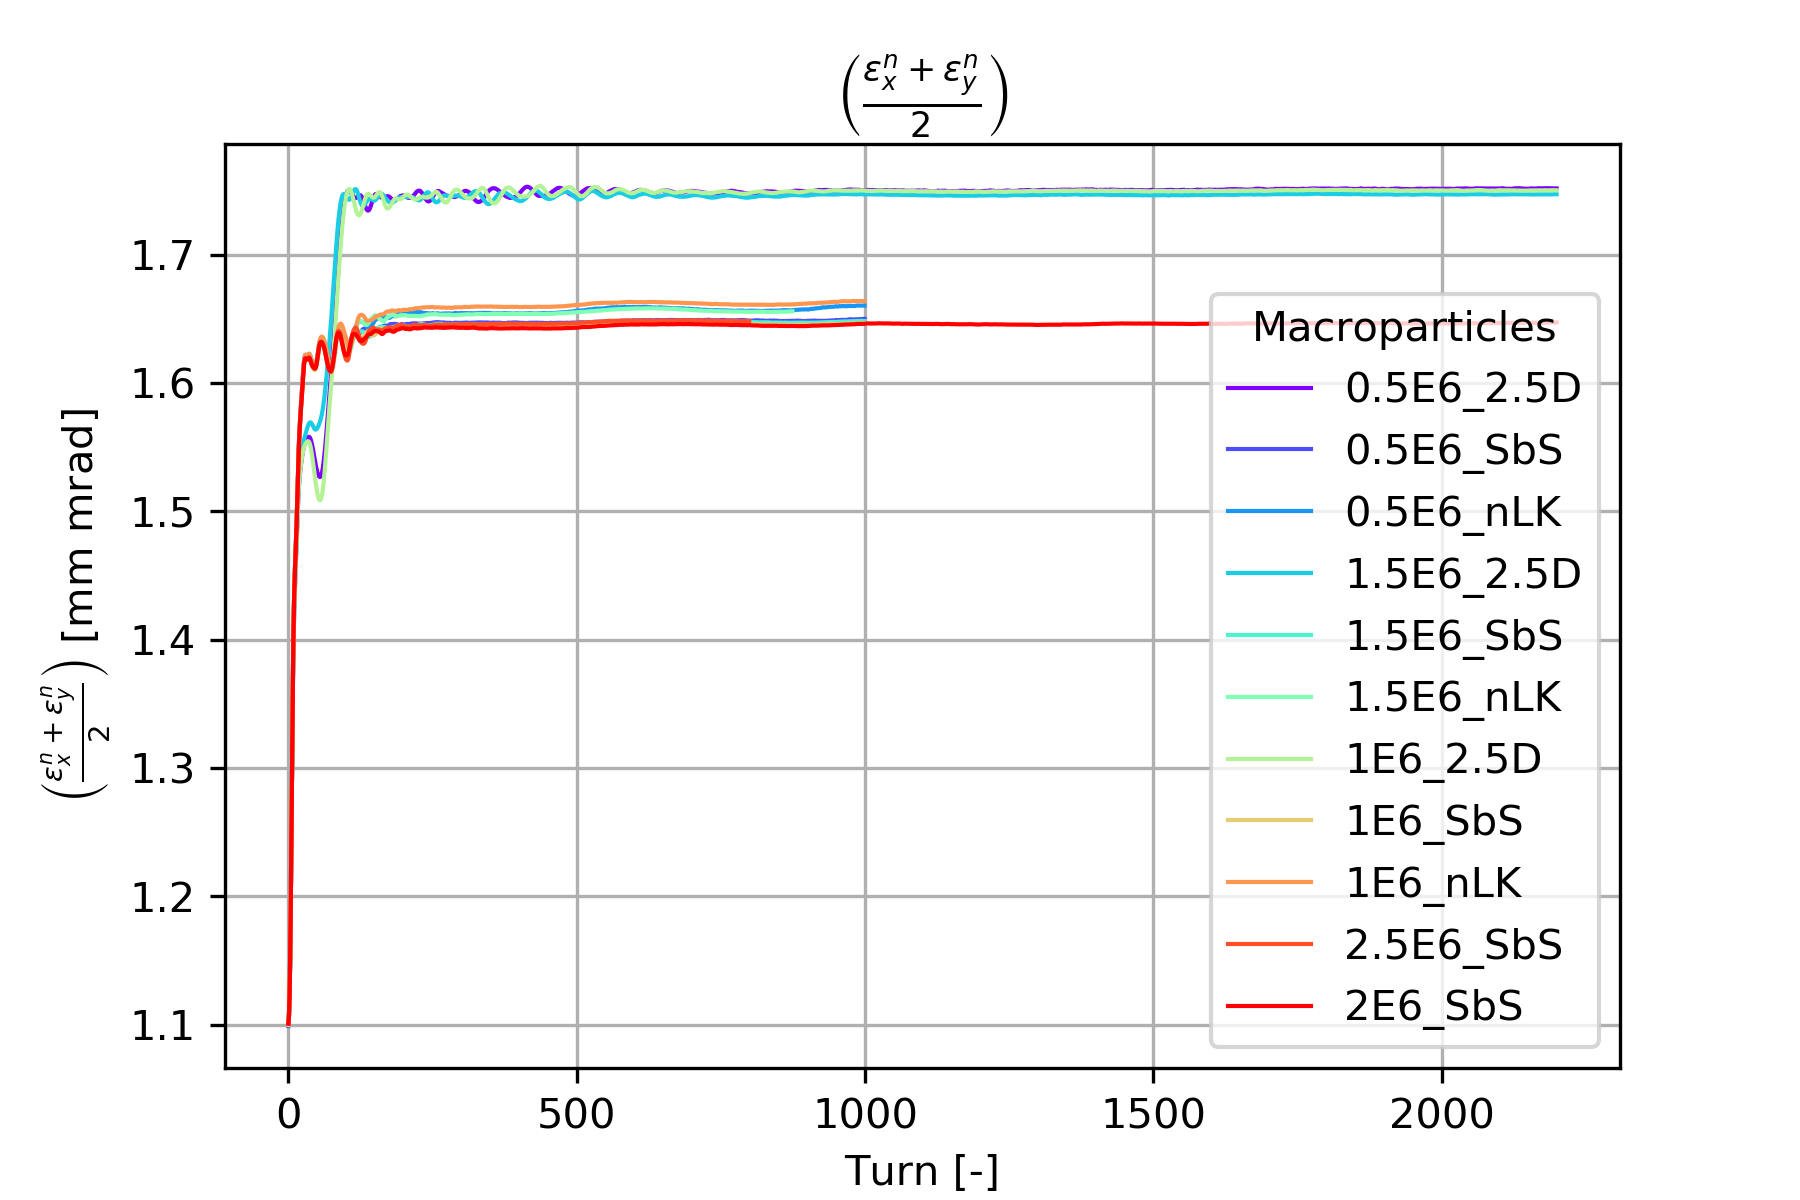 (εₓⁿ + εᵧⁿ / 2)
(εₓⁿ + εᵧⁿ / 2) [mm mrad]
1.7
1.6
1.5
1.4
1.3
1.2
1.1
Macroparticles
0.5E6_2.5D
0.5E6_SbS
0.5E6_nLK
1.5E6_2.5D
1.5E6_SbS
1.5E6_nLK
1E6_2.5D
1E6_SbS
1E6_nLK
2.5E6_SbS
2E6_SbS
0 500 1000 1500 2000
Turn [-]